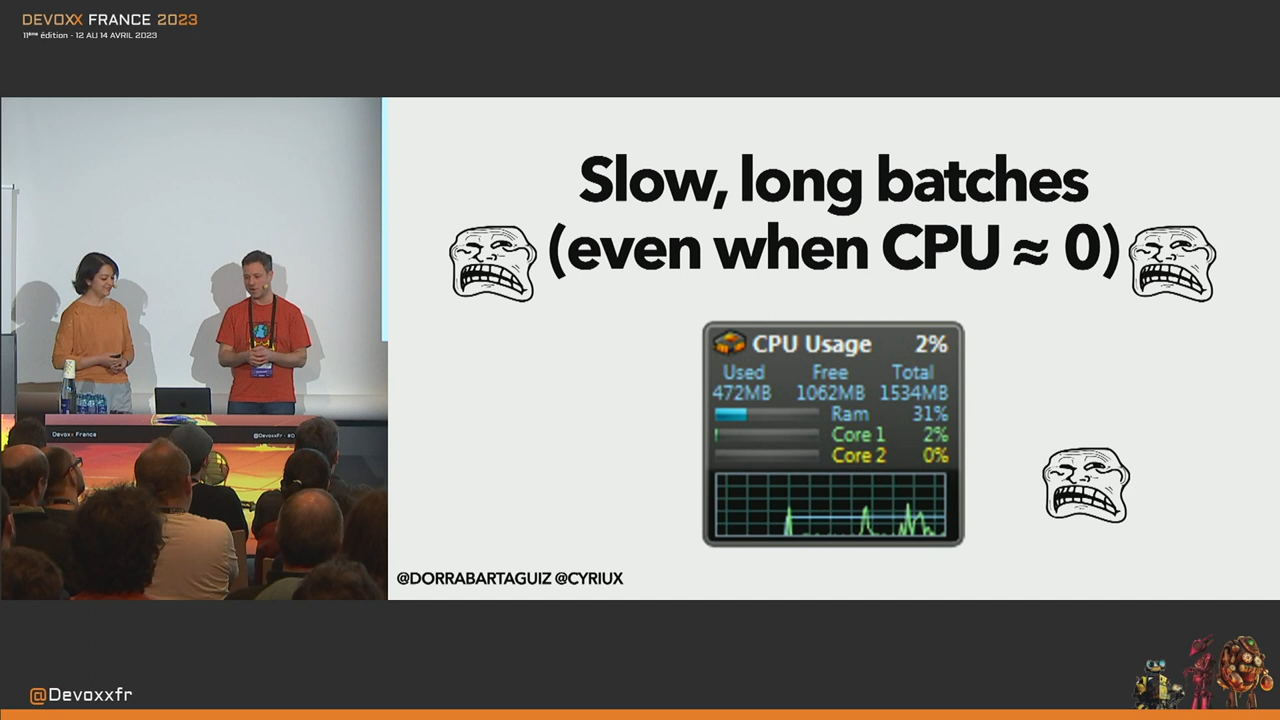 DEVOXX FRANCE 2023
11ème édition - 12 AU 14 AVRIL 2023
Slow, long batches
(even when CPU ≈ 0)
CPU Usage 2%
Used Free Total
472MB 1062MB 1534MB
Ram 31%
Core 1 2%
Core 2 0%
Devoxx France
@DevoxxFr
@DORRABARTAGUIZ @CYRIUX
@Devoxxfr